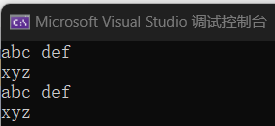 Microsoft Visual Studio 调试控制台
abc def
xyz
abc def
xyz